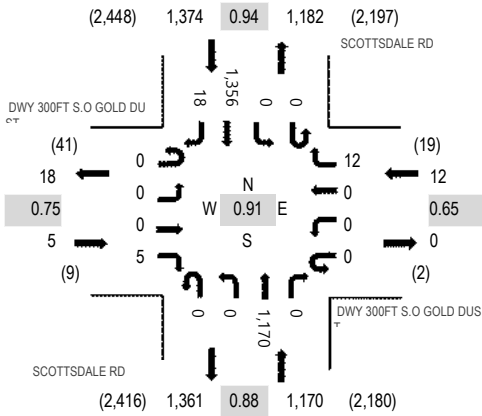 (2,448) 1,374 0.94 1,182 (2,197)
SCOTTSDALE RD
18 1,356 0 0
DWY 300FT S.O GOLD DU
ST
(41) 0 12 (19)
18 0 0 12
N
0.75 W 0.91 E 0.65
S
0 0
5 5 0 0
(9) (2)
0 0 1,170 0
DWY 300FT S.O GOLD DUS
T
SCOTTSDALE RD
(2,416) 1,361 0.88 1,170 (2,180)